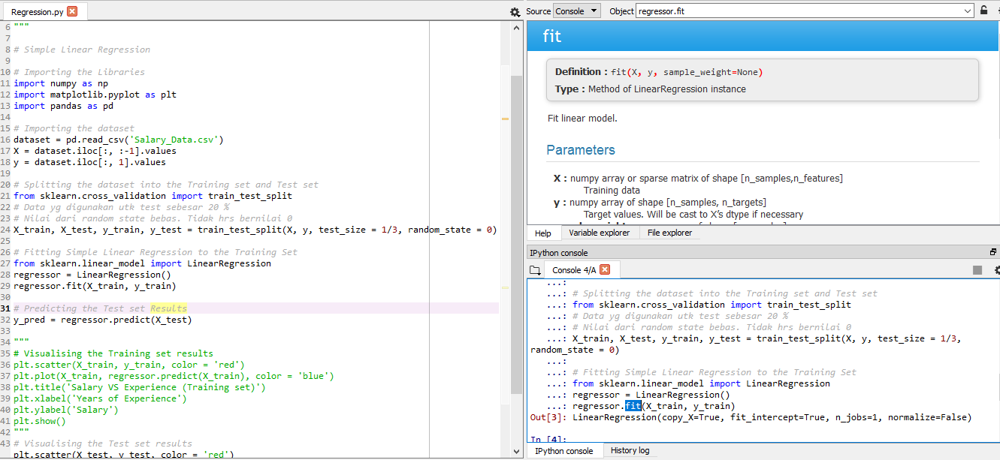 Regression.py
6 """
7
8 # Simple Linear Regression
9
10 # Importing the Libraries
11 import numpy as np
12 import matplotlib.pyplot as plt
13 import pandas as pd
14
15 # Importing the dataset
16 dataset = pd.read_csv('Salary_Data.csv')
17 X = dataset.iloc[:, :-1].values
18 y = dataset.iloc[:, 1].values
19
20 # Splitting the dataset into the Training set and Test set
21 from sklearn.cross_validation import train_test_split
22 # Data yg digunakan utk test sebesar 20 %
23 # Nilai dari random state bebas. Tidak hrs bernilai 0
24 X_train, X_test, y_train, y_test = train_test_split(X, y, test_size = 1/3, random_state = 0)
25
26 # Fitting Simple Linear Regression to the Training Set
27 from sklearn.linear_model import LinearRegression
28 regressor = LinearRegression()
29 regressor.fit(X_train, y_train)
30
31 # Predicting the Test set Results
32 y_pred = regressor.predict(X_test)
33
34 """
35 # Visualising the Training set results
36 plt.scatter(X_train, y_train, color = 'red')
37 plt.plot(X_train, regressor.predict(X_train), color = 'blue')
38 plt.title('Salary VS Experience (Training set)')
39 plt.xlabel('Years of Experience')
40 plt.ylabel('Salary')
41 plt.show()
42 """
43 # Visualising the Test set results
plt.scatter(X_test, y_test, color = 'red')
Source Console Object regressor.fit
fit
Definition : fit(X, y, sample_weight=None)
Type : Method of LinearRegression instance
Fit linear model.
Parameters
X : numpy array or sparse matrix of shape [n_samples,n_features]
Training data
y : numpy array of shape [n_samples, n_targets]
Target values. Will be cast to X's dtype if necessary
Help Variable explorer File explorer
IPython console
Console 4/A
...:
...: # Splitting the dataset into the Training set and Test set
...: from sklearn.cross_validation import train_test_split
...: # Data yg digunakan utk test sebesar 20 %
...: # Nilai dari random state bebas. Tidak hrs bernilai 0
...: X_train, X_test, y_train, y_test = train_test_split(X, y, test_size = 1/3,
random_state = 0)
...:
...: # Fitting Simple Linear Regression to the Training Set
...: from sklearn.linear_model import LinearRegression
...: regressor = LinearRegression()
...: regressor.fit(X_train, y_train)
Out[3]: LinearRegression(copy_X=True, fit_intercept=True, n_jobs=1, normalize=False)
In [4]:
IPython console History log